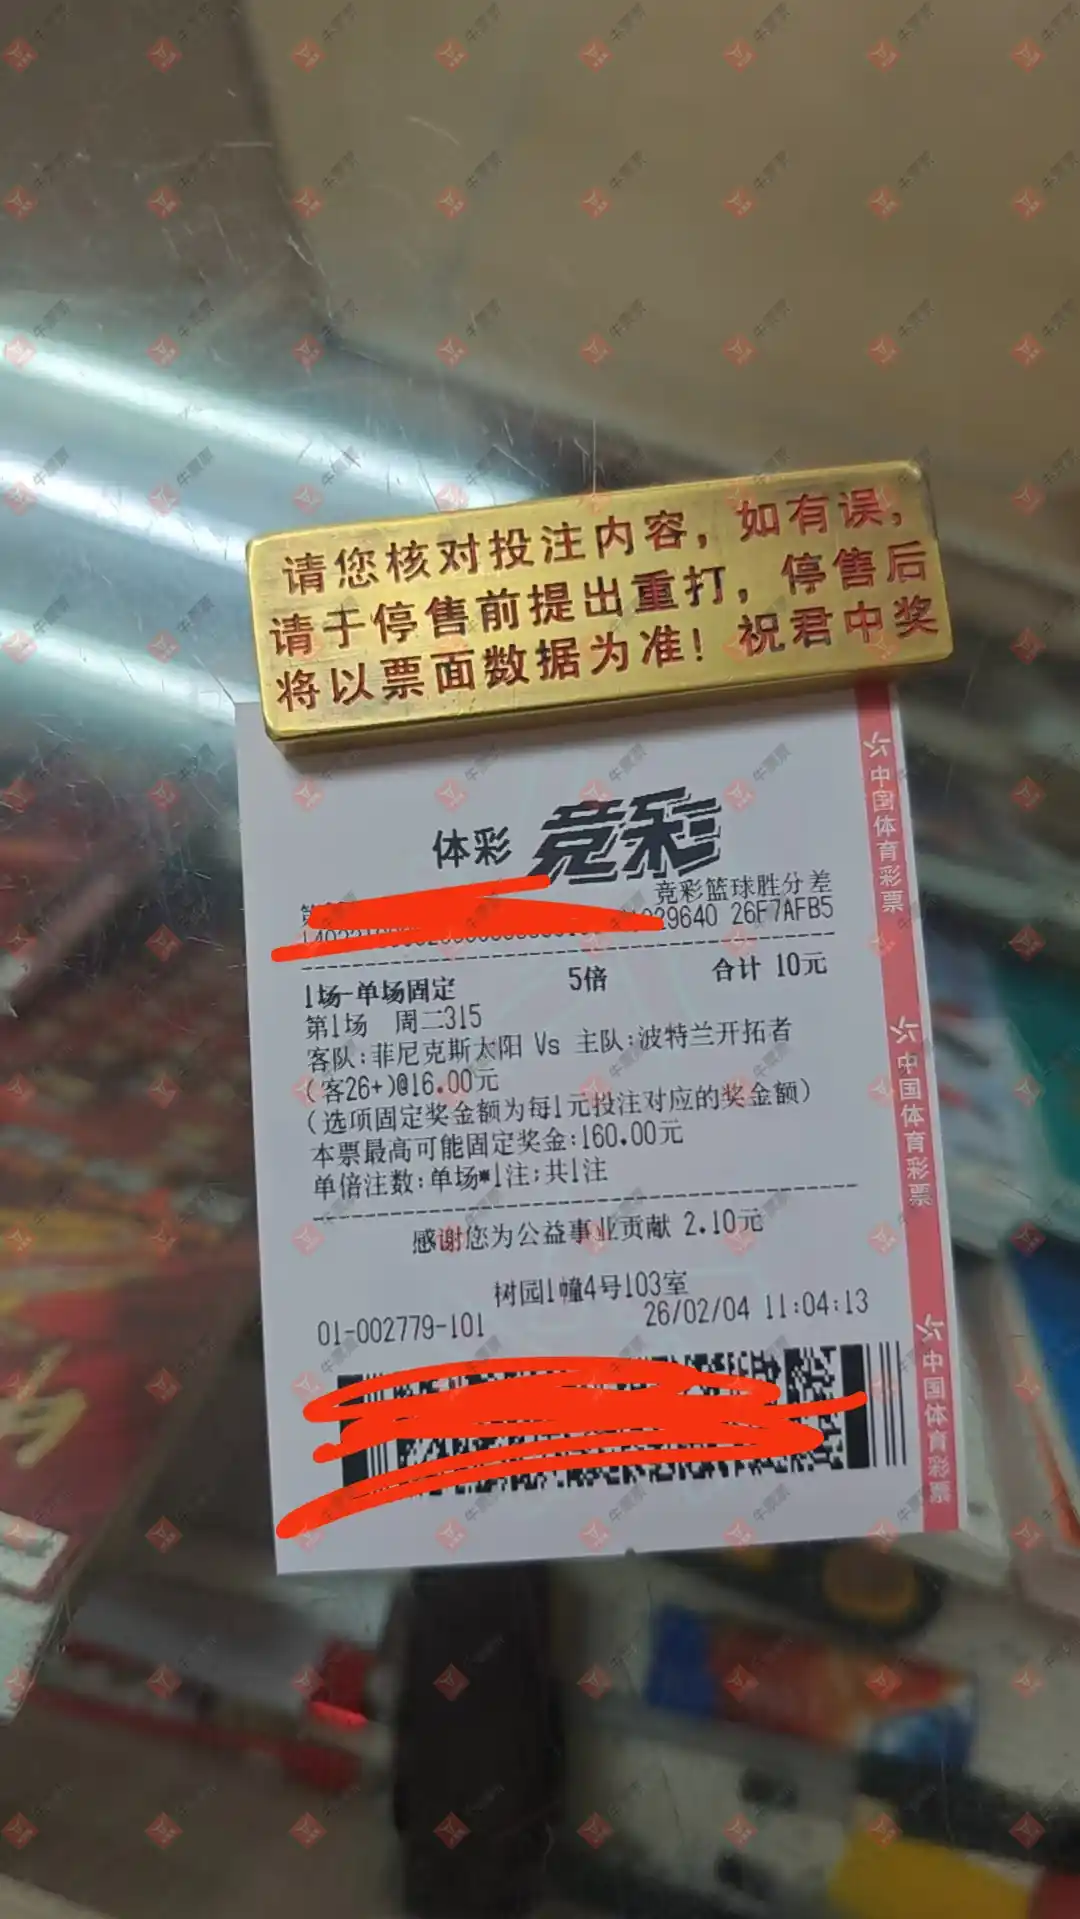 请您核对投注内容，如有误，
请于停售前提出重打，停售后
将以票面数据为准！祝君中奖
体彩 竞彩
竞彩篮球胜分差
29640 26F7AFB5
1场-单场固定 5倍 合计 10元
第1场 周二315
客队:菲尼克斯太阳 Vs 主队:波特兰开拓者
(客26+)@16.00元
(选项固定奖金额为每1元投注对应的奖金额)
本票最高可能固定奖金:160.00元
单倍注数:单场*1注;共1注
感谢您为公益事业贡献 2.10元
树园1幢4号103室
01-002779-101 26/02/04 11:04:13
中国体育彩票
中国体育彩票
中国体育彩票
牛票票